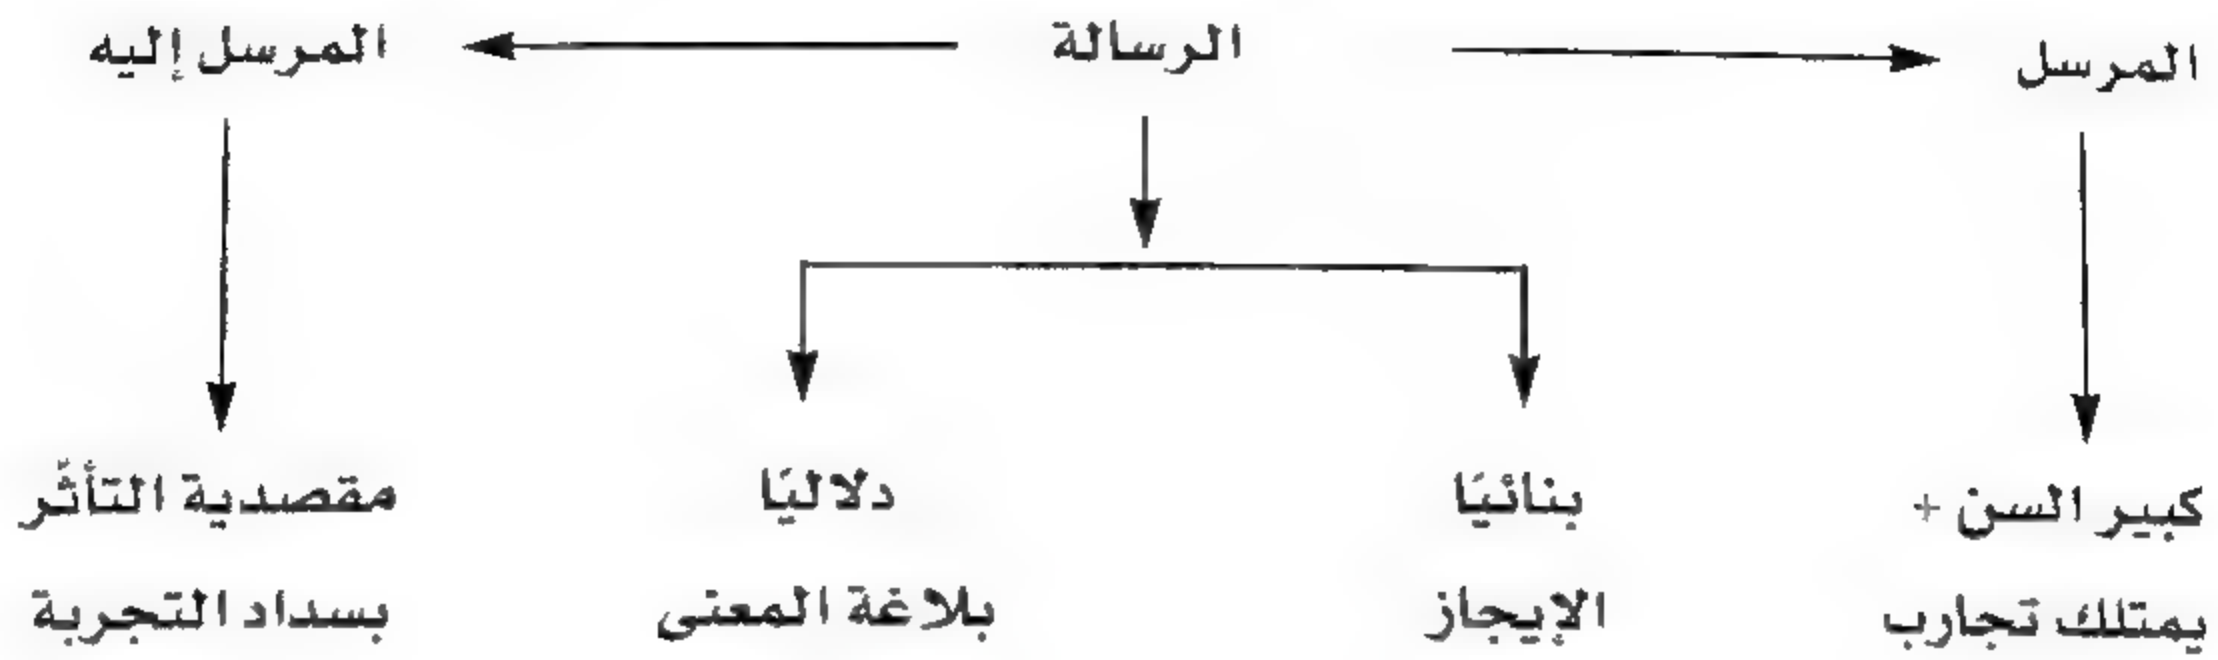 المرسل
الرسالة
المرسل إليه
كبير السن +
يمتلك تجارب
بنائيًا
الإيجاز
دلاليًا
بلاغة المعنى
مقصدية التأثّر
بسداد التجربة